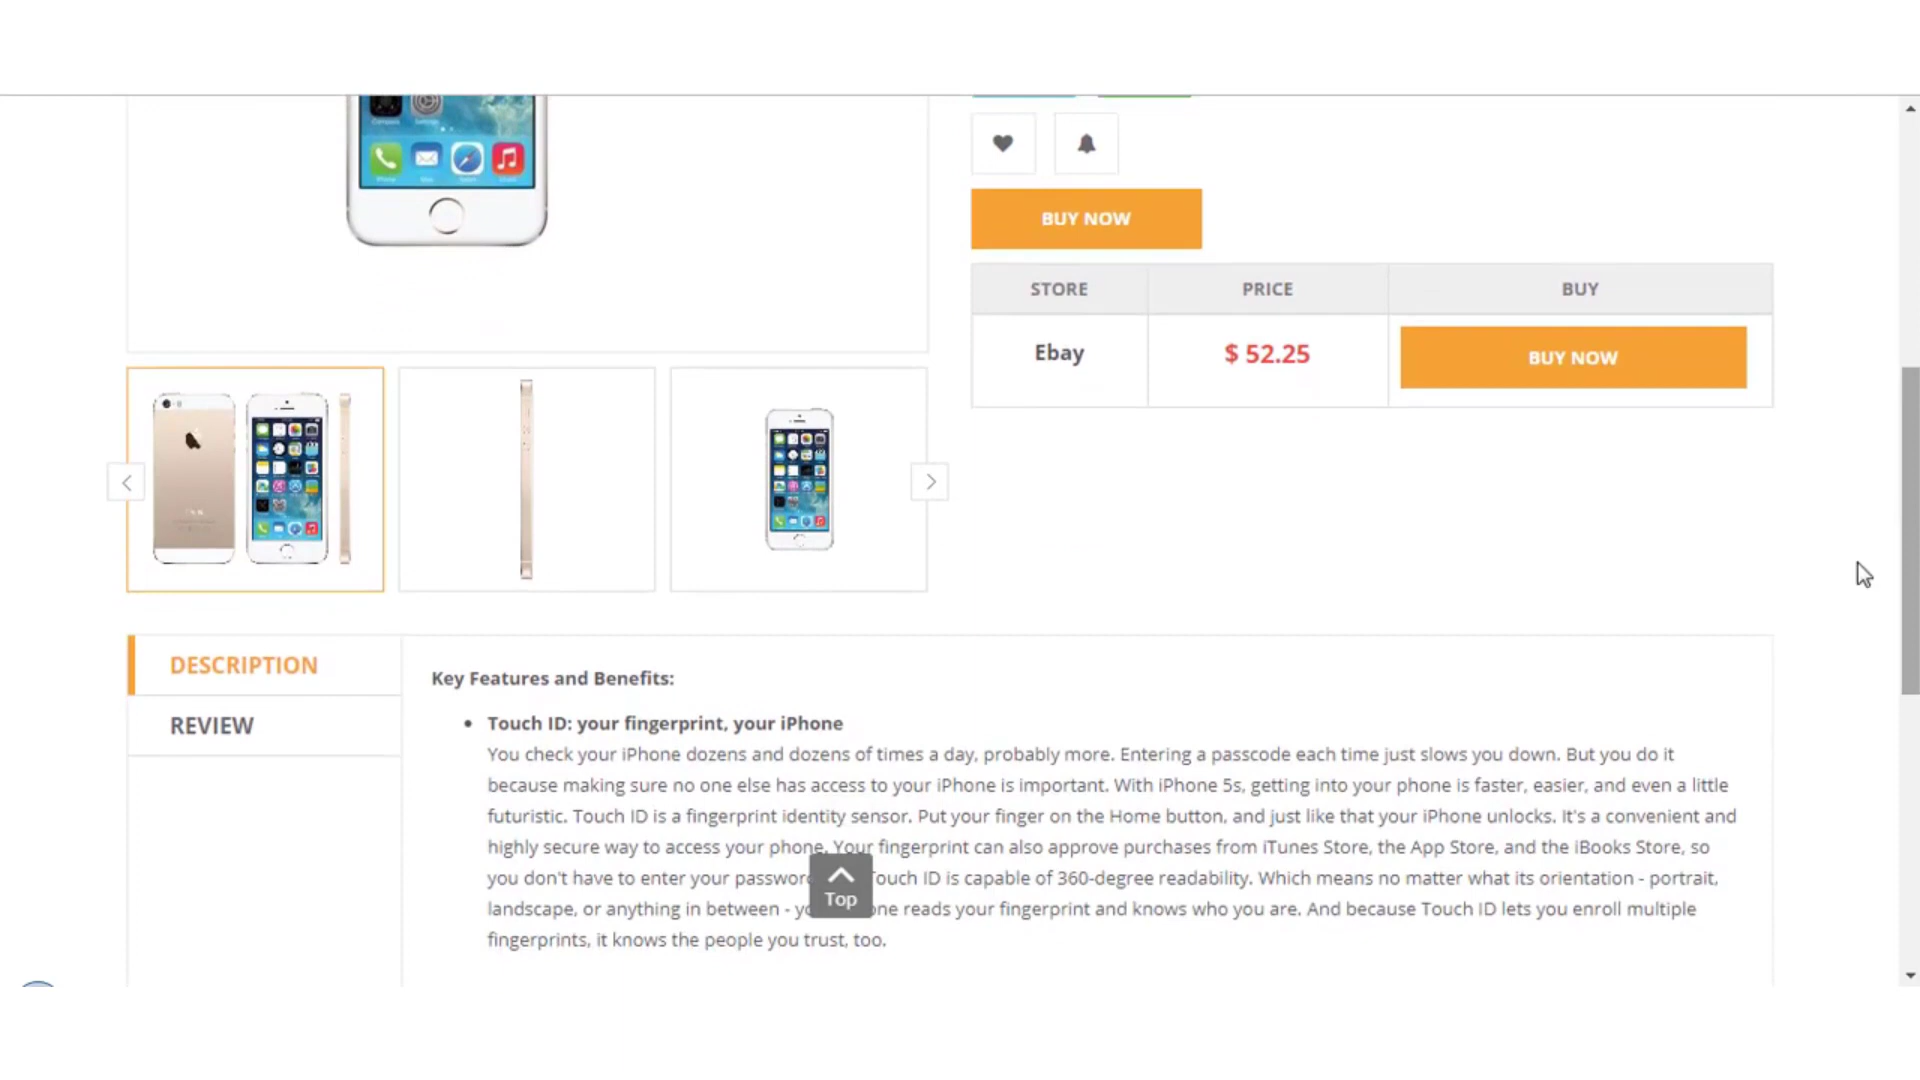 BUY NOW
STORE PRICE BUY
Ebay $ 52.25 BUY NOW
DESCRIPTION
REVIEW
Key Features and Benefits:
Touch ID: your fingerprint, your iPhone
You check your iPhone dozens and dozens of times a day, probably more. Entering a passcode each time just slows you down. But you do it
because making sure no one else has access to your iPhone is important. With iPhone 5s, getting into your phone is faster, easier, and even a little
futuristic. Touch ID is a fingerprint identity sensor. Put your finger on the Home button, and just like that your iPhone unlocks. It's a convenient and
highly secure way to access your phone. Your fingerprint can also approve purchases from iTunes Store, the App Store, and the iBooks Store, so
you don't have to enter your Touch ID is capable of 360-degree readability. Which means no matter what its orientation - portrait,
landscape, or anything in between - reads your fingerprint and knows who you are. And because Touch ID lets you enroll multiple
fingerprints, it knows the people you trust, too.
Top